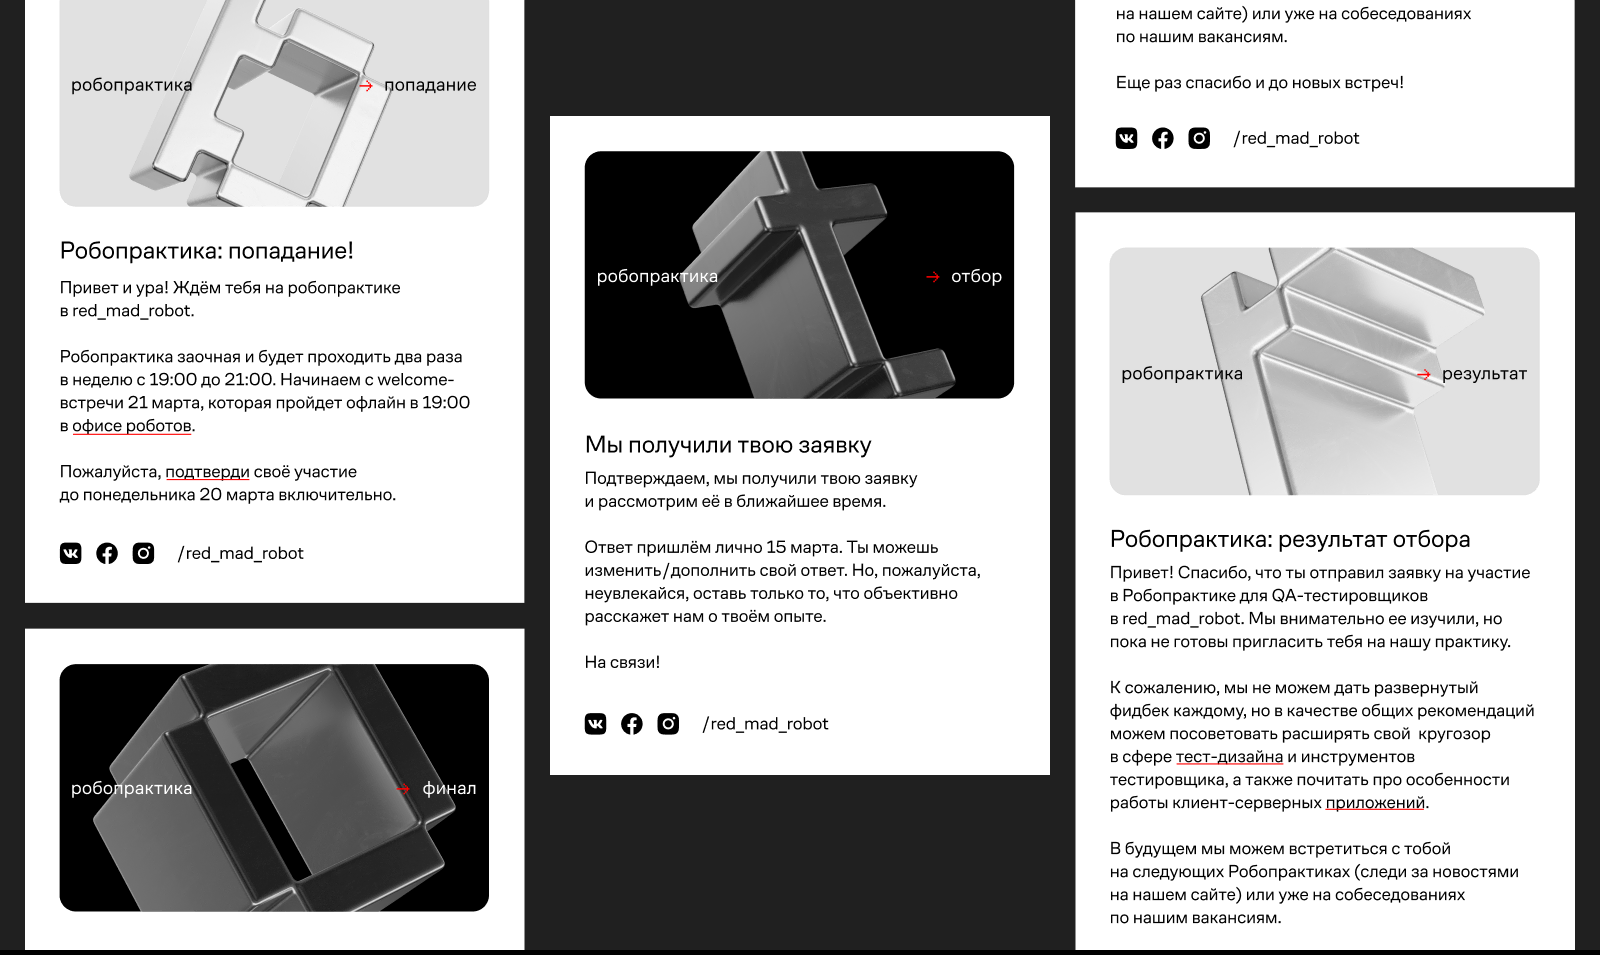 робопрактика → попадание
Робопрактика: попадание!
Привет и ура! Ждём тебя на робопрактике
в red_mad_robot.
Робопрактика заочная и будет проходить два раза
в неделю с 19:00 до 21:00. Начинаем с welcome-
встречи 21 марта, которая пройдет офлайн в 19:00
в офисе роботов.
Пожалуйста, подтверди своё участие
до понедельника 20 марта включительно.
/red_mad_robot
робопрактика → финал
робопрактика → отбор
Мы получили твою заявку
Подтверждаем, мы получили твою заявку
и рассмотрим её в ближайшее время.
Ответ пришлём лично 15 марта. Ты можешь
изменить/дополнить свой ответ. Но, пожалуйста,
неувлекайся, оставь только то, что объективно
расскажет нам о твоём опыте.
На связи!
/red_mad_robot
на нашем сайте) или уже на собеседованиях
по нашим вакансиям.
Еще раз спасибо и до новых встреч!
/red_mad_robot
робопрактика → результат
Робопрактика: результат отбора
Привет! Спасибо, что ты отправил заявку на участие
в Робопрактике для QA-тестировщиков
в red_mad_robot. Мы внимательно ее изучили, но
пока не готовы пригласить тебя на нашу практику.
К сожалению, мы не можем дать развернутый
фидбек каждому, но в качестве общих рекомендаций
можем посоветовать расширять свой  кругозор
в сфере тест-дизайна и инструментов
тестировщика, а также почитать про особенности
работы клиент-серверных приложений.
В будущем мы можем встретиться с тобой
на следующих Робопрактиках (следи за новостями
на нашем сайте) или уже на собеседованиях
по нашим вакансиям.